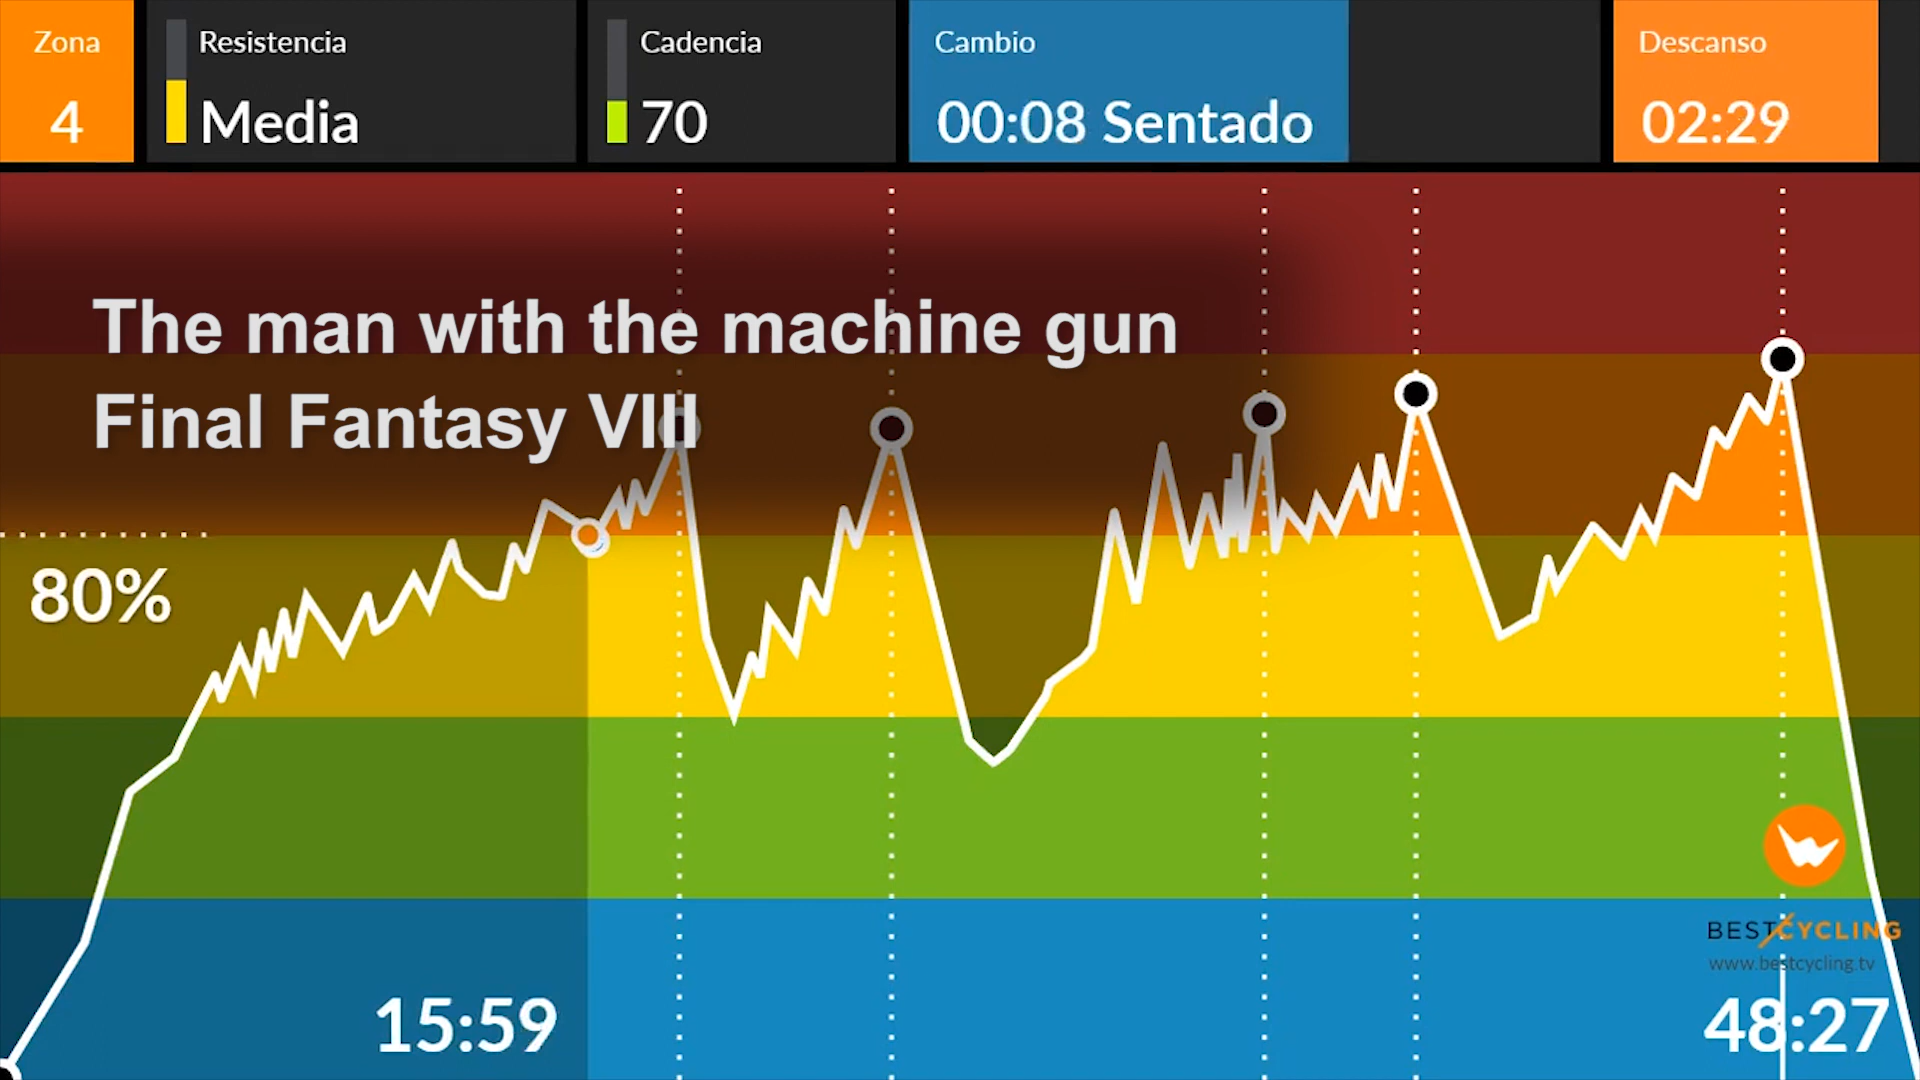 Zona
4
Resistencia
Media
Cadencia
70
Cambio
00:08 Sentado
Descanso
02:29
The man with the machine gun
Final Fantasy VIII
80%
BESTCYCLING
www.bestcycling.tv
15:59
48:27